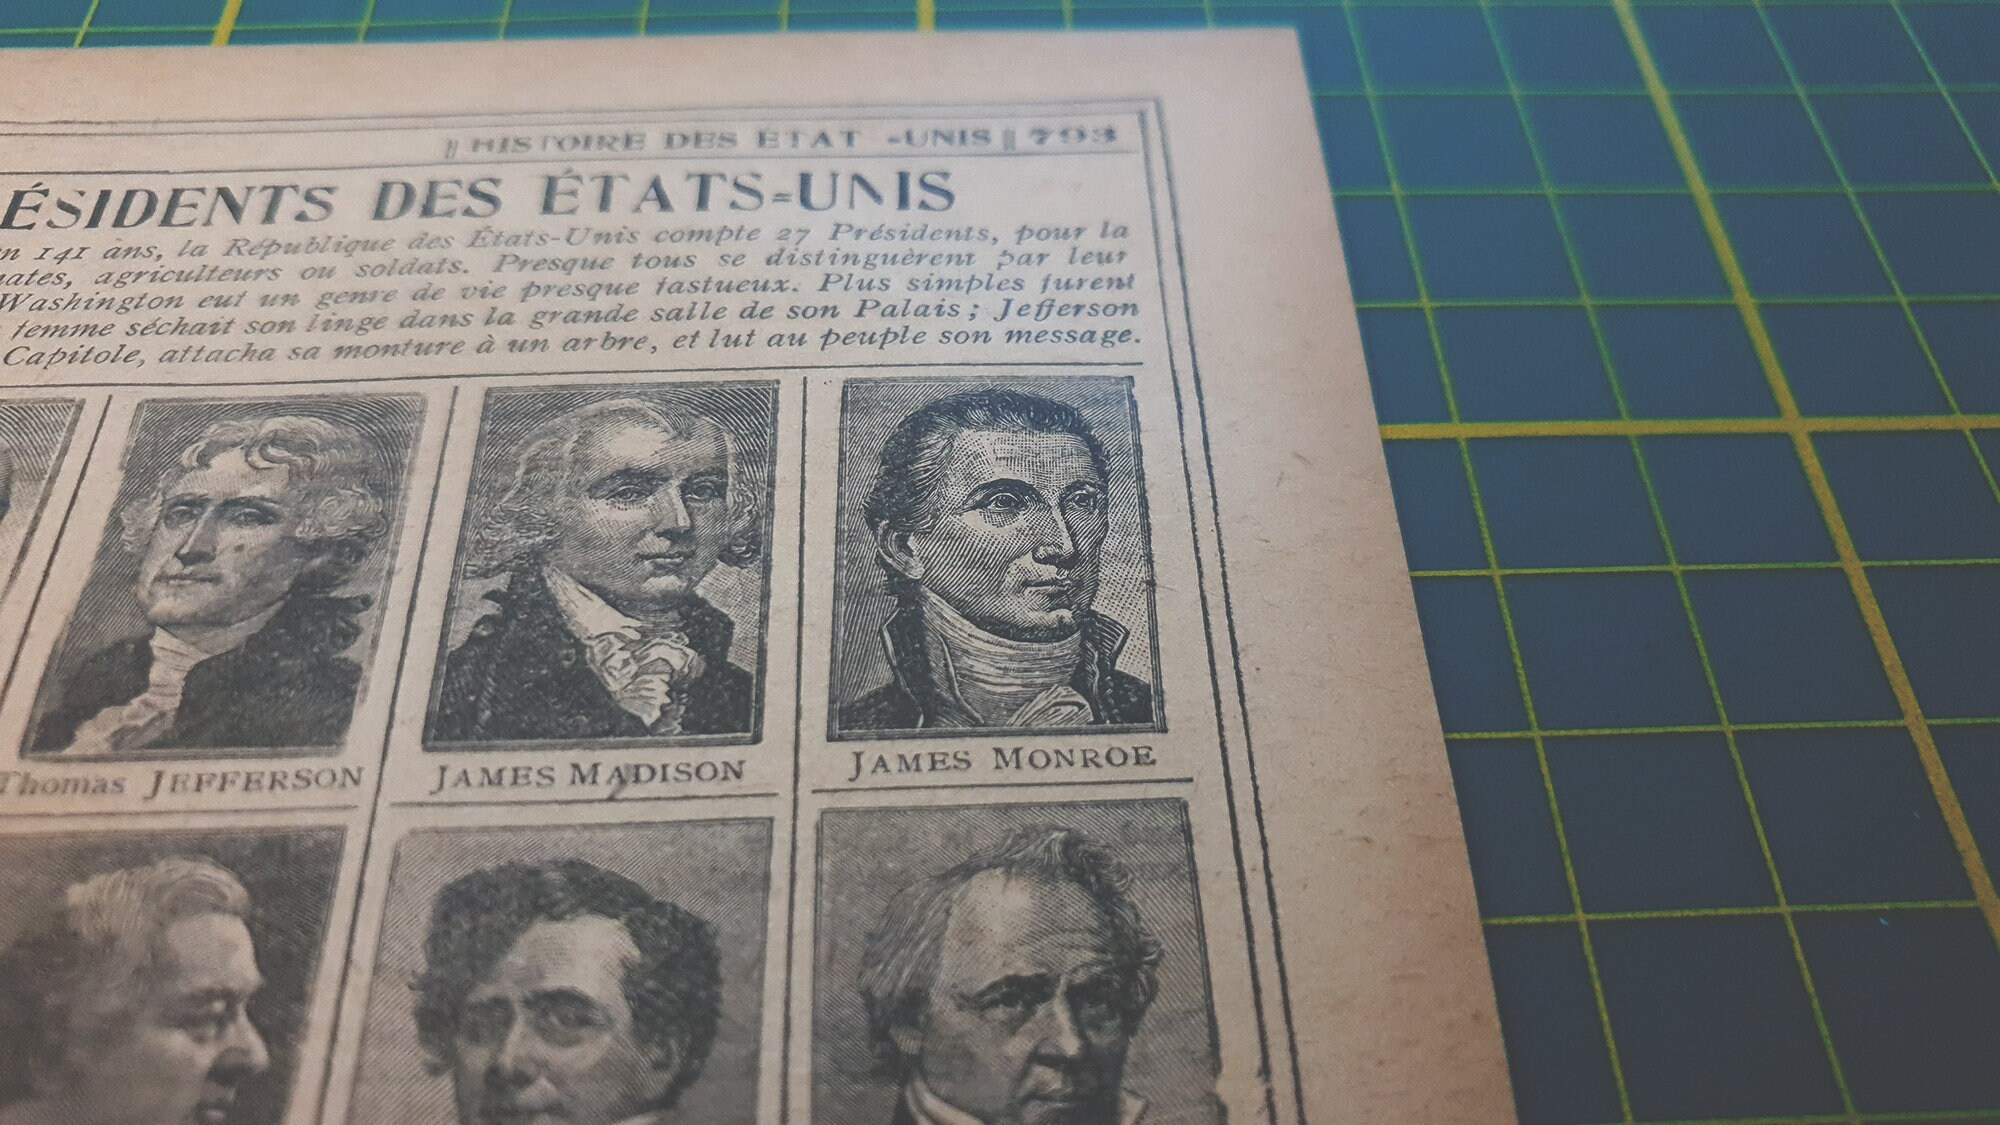 HISTOIRE DES ÉTAT -UNIS 793
ÉSIDENTS DES ÉTATS-UNIS
n 141 ans, la République des États-Unis compte 27 Présidents, pour la
nates, agriculteurs ou soldats. Presque tous se distinguèrent par leur
Washington eut un genre de vie presque fastueux. Plus simples furent
femme séchait son linge dans la grande salle de son Palais ; Jefferson
Capitole, attacha sa monture à un arbre, et lut au peuple son message.
Thomas JEFFERSON
JAMES MADISON
JAMES MONROE